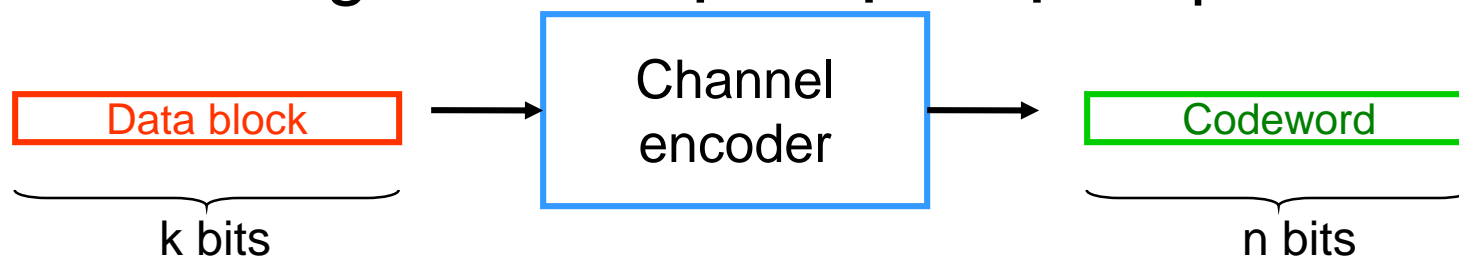 Data block
Channel
encoder
Codeword
k bits
n bits